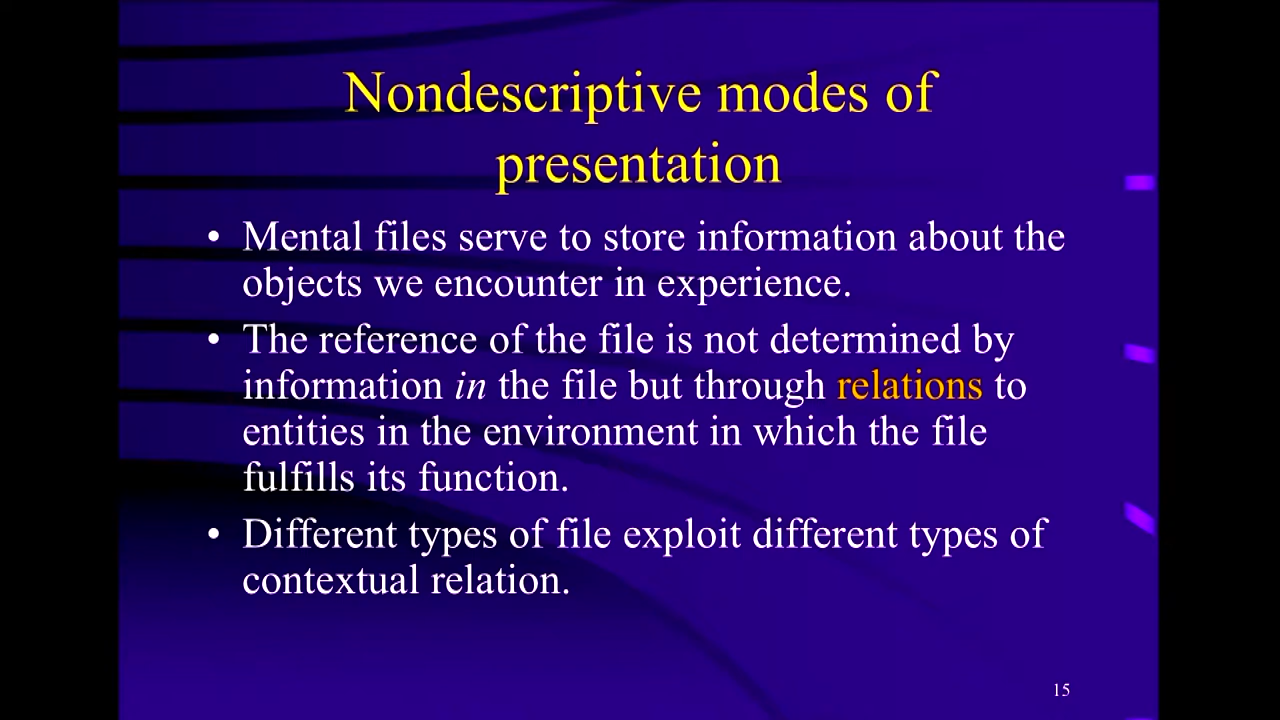 Nondescriptive modes of
presentation
• Mental files serve to store information about the
objects we encounter in experience.
• The reference of the file is not determined by
information in the file but through relations to
entities in the environment in which the file
fulfills its function.
• Different types of file exploit different types of
contextual relation.
15